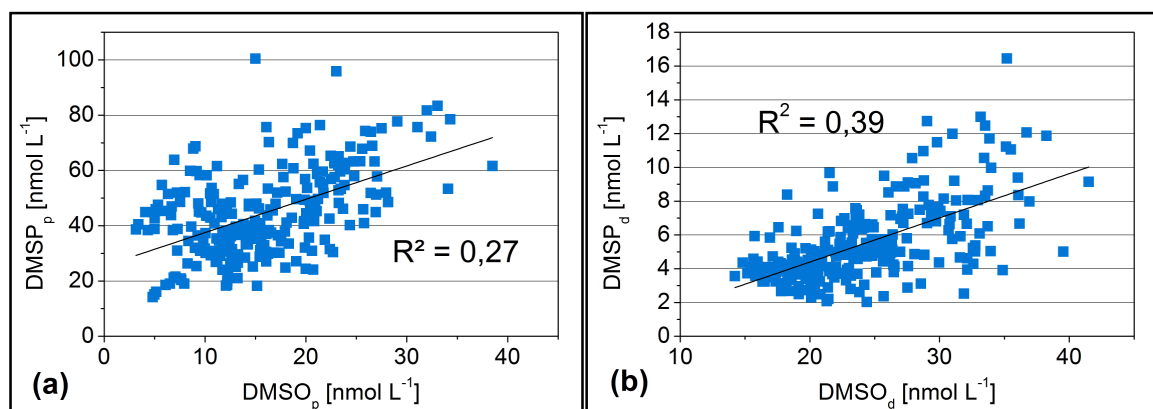 DMSPp [nmol L⁻¹]
100
80
60
40
20
0
R² = 0,27
0 10 20 30 40
(a)
DMSOp [nmol L⁻¹]
DMSPd [nmol L⁻¹]
18
16
14
12
10
8
6
4
2
0
R² = 0,39
10 20 30 40
(b)
DMSOd [nmol L⁻¹]